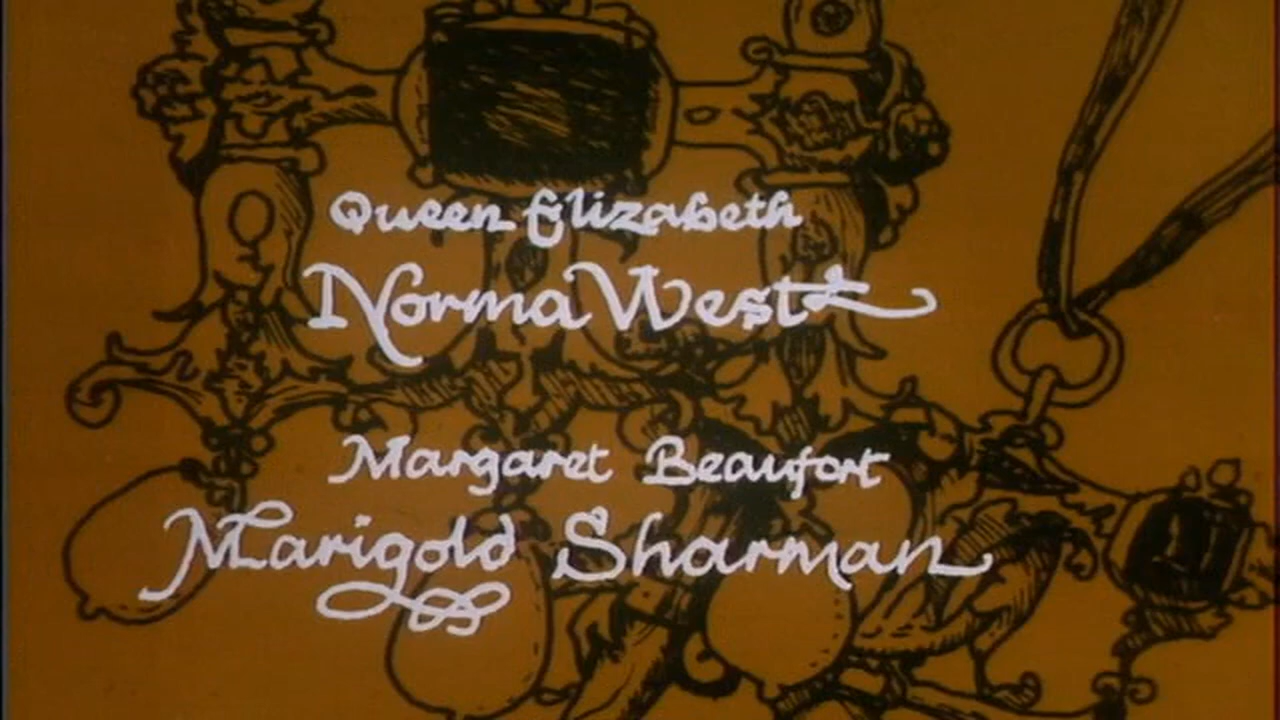 Queen Elizabeth
Norma West
Margaret Beaufort
Marigold Sharman